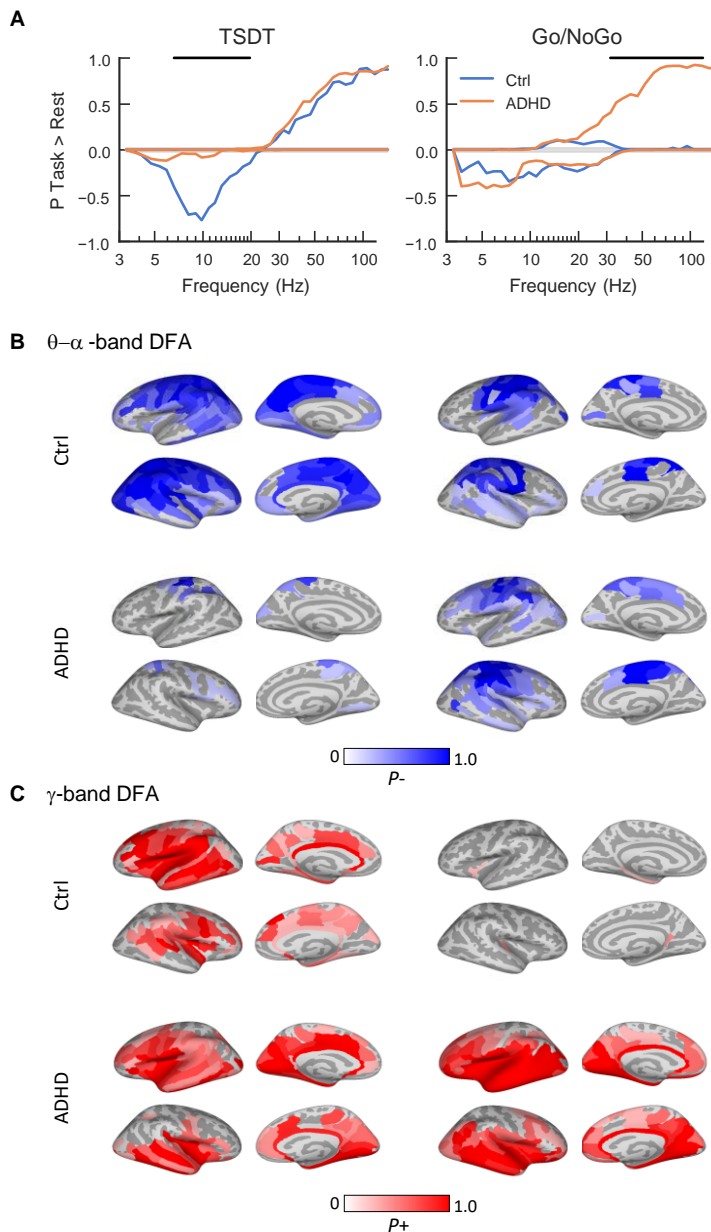 A
TSDT
Go/NoGo
P Task > Rest
1.0
0.5
0.0
−0.5
−1.0
3 5 10 30 50 100
Frequency (Hz)
1.0
0.5
0.0
−0.5
−1.0
Ctrl
ADHD
3 5 10 30 50 100
Frequency (Hz)
B θ−α -band DFA
Ctrl
ADHD
0 1.0
P-
C γ-band DFA
Ctrl
ADHD
0 1.0
P+